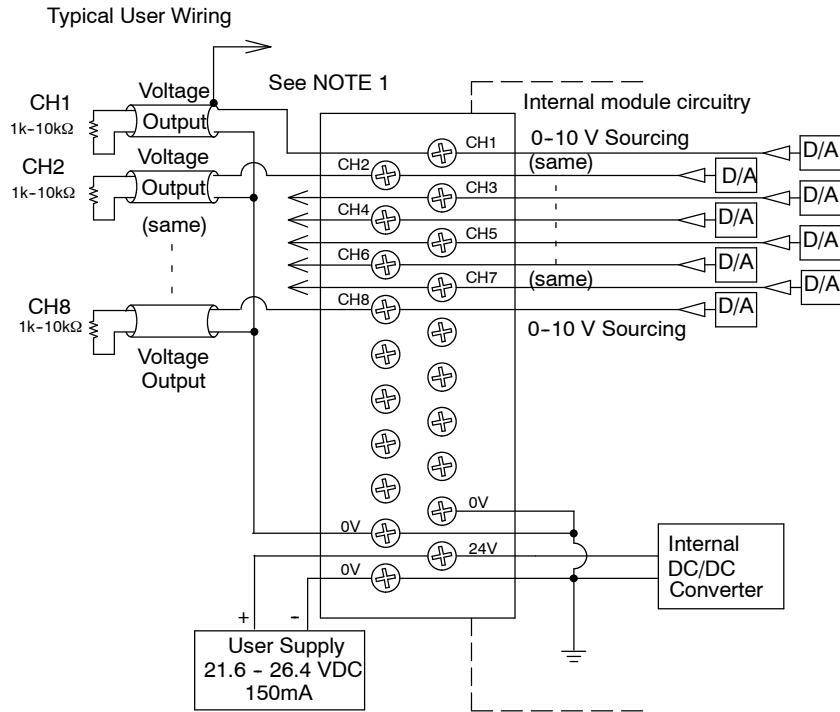 Typical User Wiring
See NOTE 1
Internal module circuitry
CH1
1k-10kΩ
Voltage
Output
CH2
1k-10kΩ
Voltage
Output
(same)
CH8
1k-10kΩ
Voltage
Output
CH1
0-10 V Sourcing
D/A
CH2
(same)
D/A
CH3
D/A
CH4
D/A
CH5
D/A
CH6
D/A
CH7
(same)
D/A
CH8
D/A
0-10 V Sourcing
0V
0V
24V
0V
Internal
DC/DC
Converter
+ -
User Supply
21.6 - 26.4 VDC
150mA